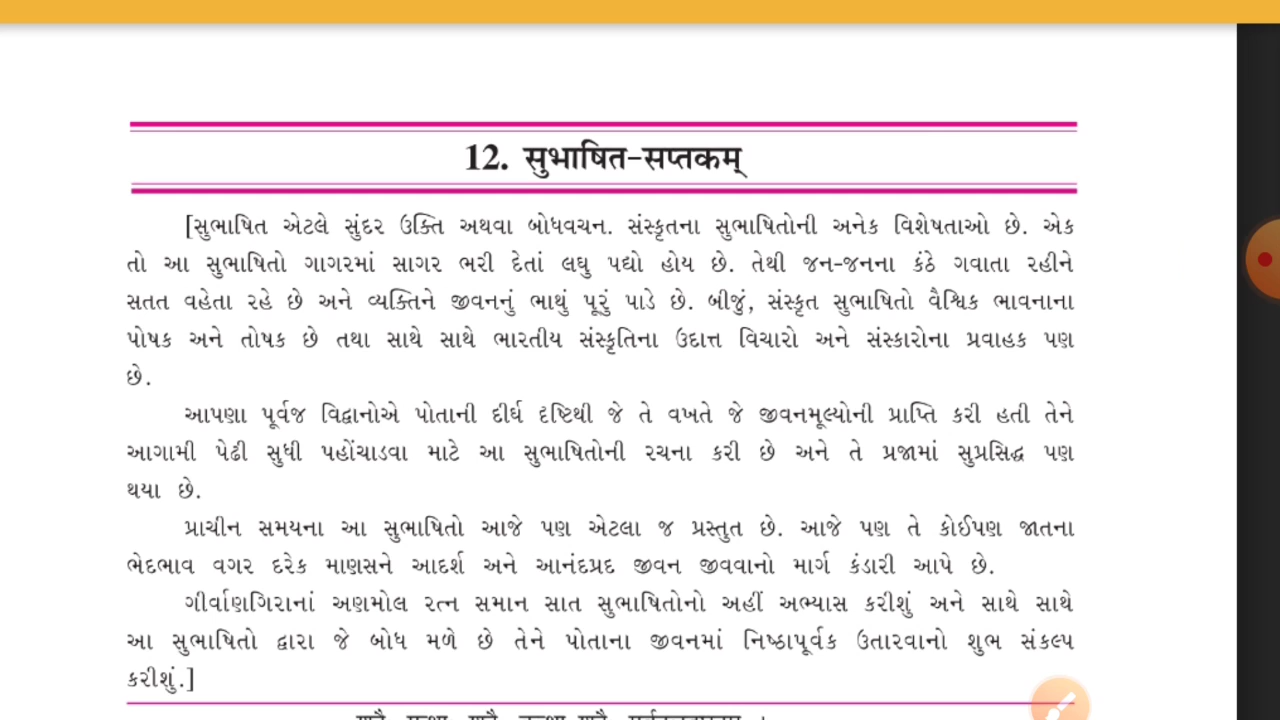 12. સુભાષિત-સપ્તકમ્
[સુભાષિત એટલે સુંદર ઉક્તિ અથવા બોધવચન. સંસ્કૃતના સુભાષિતોની અનેક વિશેષતાઓ છે. એક
તો આ સુભાષિતો ગાગરમાં સાગર ભરી દેતાં લઘુ પદ્યો હોય છે. તેથી જન-જનના કંઠે ગવાતા રહીને
સતત વહેતા રહે છે અને વ્યક્તિને જીવનનું ભાથું પૂરું પાડે છે. બીજું, સંસ્કૃત સુભાષિતો વૈશ્વિક ભાવનાના
પોષક અને તોષક છે તથા સાથે સાથે ભારતીય સંસ્કૃતિના ઉદાત્ત વિચારો અને સંસ્કારોના પ્રવાહક પણ
છે.
આપણા પૂર્વજ વિદ્વાનોએ પોતાની દીર્ઘ દૃષ્ટિથી જે તે વખતે જે જીવનમૂલ્યોની પ્રાપ્તિ કરી હતી તેને
આગામી પેઢી સુધી પહોંચાડવા માટે આ સુભાષિતોની રચના કરી છે અને તે પ્રજામાં સુપ્રસિદ્ધ પણ
થયા છે.
પ્રાચીન સમયના આ સુભાષિતો આજે પણ એટલા જ પ્રસ્તુત છે. આજે પણ તે કોઈપણ જાતના
ભેદભાવ વગર દરેક માણસને આદર્શ અને આનંદપ્રદ જીવન જીવવાનો માર્ગ કંડારી આપે છે.
ગીર્વાણગિરાનાં અણમોલ રત્ન સમાન સાત સુભાષિતોનો અહીં અભ્યાસ કરીશું અને સાથે સાથે
આ સુભાષિતો દ્વારા જે બોધ મળે છે તેને પોતાના જીવનમાં નિષ્ઠાપૂર્વક ઉતારવાનો શુભ સંકલ્પ
કરીશું.]